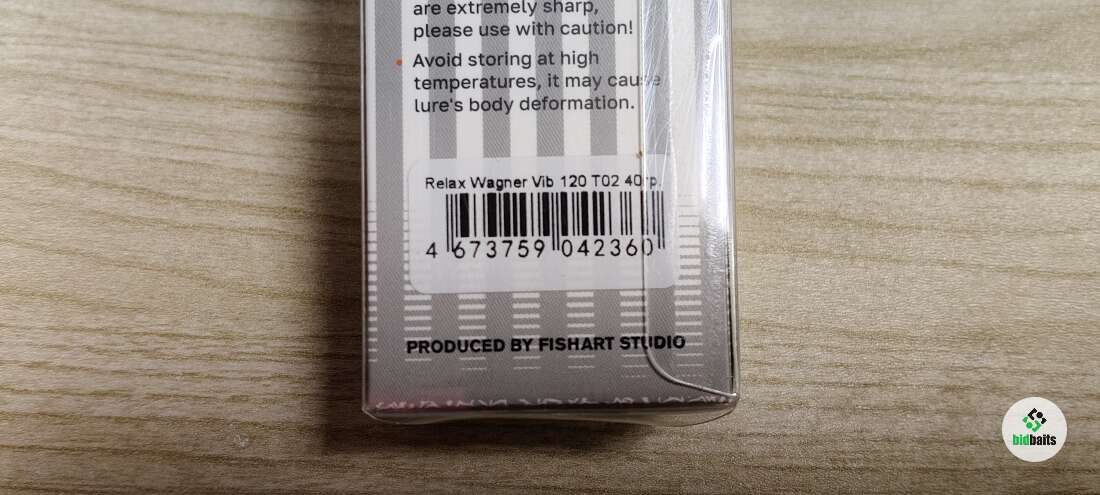 are extremely sharp,
please use with caution!
Avoid storing at high
temperatures, it may cause
lure's body deformation.
Relax Wagner Vib 120 T02 40гр.
4 673759 042360
PRODUCED BY FISHART STUDIO
bidbaits